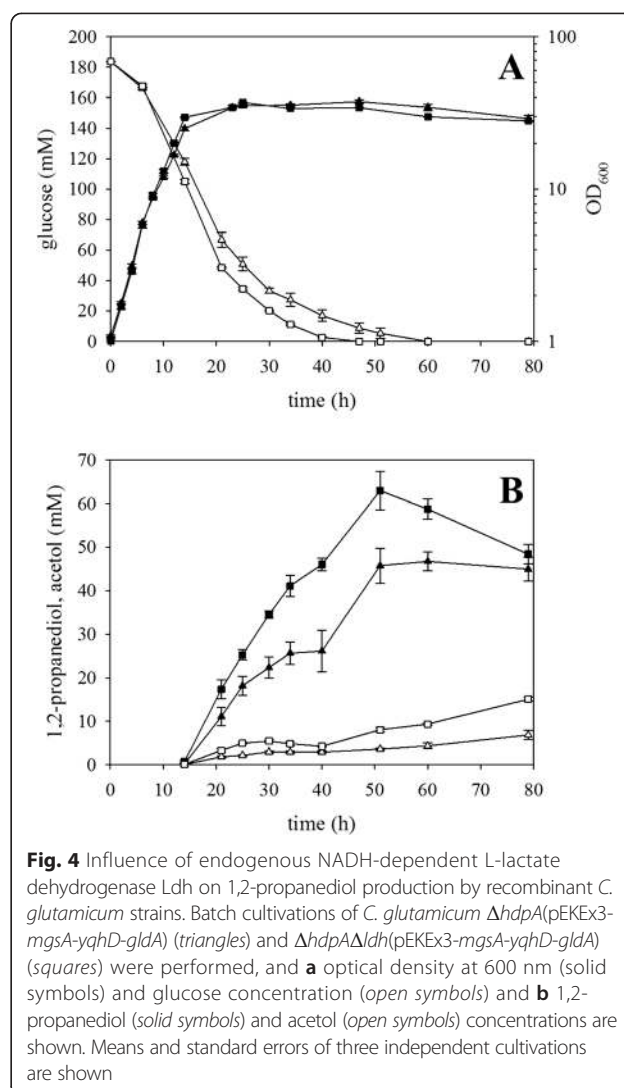 A
200
180
160
140
120
100
80
60
40
20
0
glucose (mM)
100
10
1
OD600
0 10 20 30 40 50 60 70 80
time (h)
B
70
60
50
40
30
20
10
0
1,2-propanediol, acetol (mM)
0 10 20 30 40 50 60 70 80
time (h)
Fig. 4 Influence of endogenous NADH-dependent L-lactate
dehydrogenase Ldh on 1,2-propanediol production by recombinant C.
glutamicum strains. Batch cultivations of C. glutamicum ΔhdpA(pEKEx3-
mgsA-yqhD-gldA) (triangles) and ΔhdpAΔldh(pEKEx3-mgsA-yqhD-gldA)
(squares) were performed, and a optical density at 600 nm (solid
symbols) and glucose concentration (open symbols) and b 1,2-
propanediol (solid symbols) and acetol (open symbols) concentrations are
shown. Means and standard errors of three independent cultivations
are shown